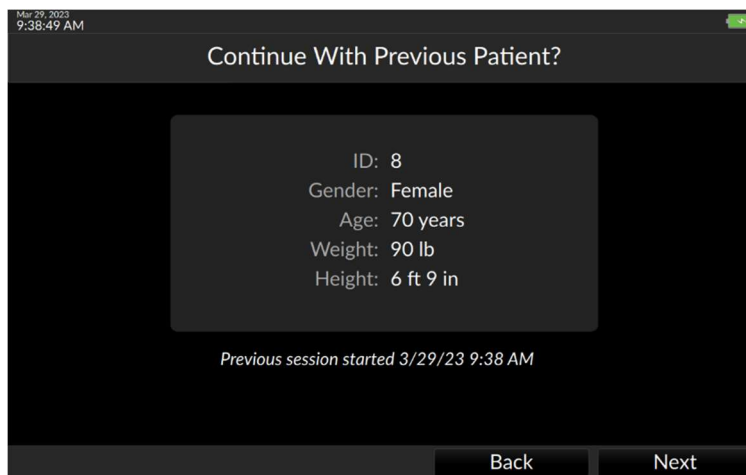 Mar 29, 2023
9:38:49 AM
Continue With Previous Patient?
ID: 8
Gender: Female
Age: 70 years
Weight: 90 lb
Height: 6 ft 9 in
Previous session started 3/29/23 9:38 AM
Back Next